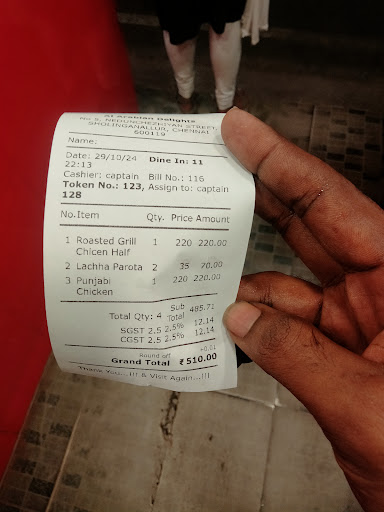 Al Arabian Delights
No 9, NEDUNCHEZHIYAN STREET,
SHOLINGANALLUR, CHENNAI
600119
Name:
Date: 29/10/24 Dine In: 11
22:13
Cashier: captain Bill No.: 116
Token No.: 123, Assign to: captain
128
No.Item Qty. Price Amount
1 Roasted Grill 1 220 220.00
Chicen Half
2 Lachha Parota 2 35 70.00
3 Punjabi 1 220 220.00
Chicken
Total Qty: 4 Sub Total 485.71
SGST 2.5 2.5% 12.14
CGST 2.5 2.5% 12.14
Round off +0.01
Grand Total ₹510.00
Thank You...!!! & Visit Again...!!!